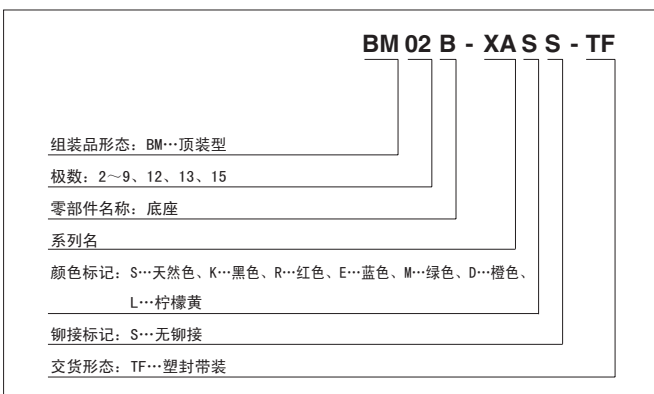 BM 02 B - XA S S - TF
组装品形态：BM…顶装型
极数：2～9、12、13、15
零部件名称：底座
系列名
颜色标记：S…天然色、K…黑色、R…红色、E…蓝色、M…绿色、D…橙色、
L…柠檬黄
铆接标记：S…无铆接
交货形态：TF…塑封带装